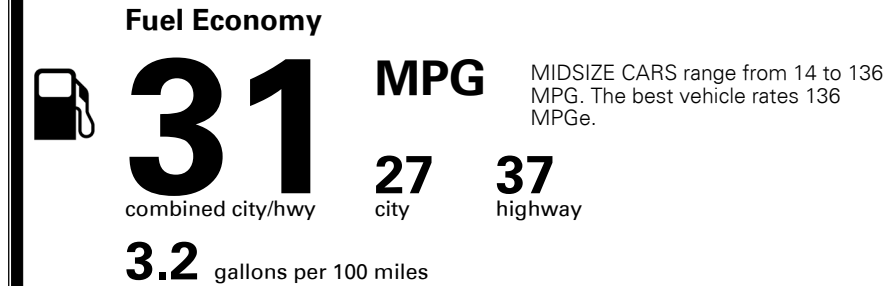 Fuel Economy
31 MPG
MIDSIZE CARS range from 14 to 136
MPG. The best vehicle rates 136
MPGe.
combined city/hwy
27
city
37
highway
3.2 gallons per 100 miles